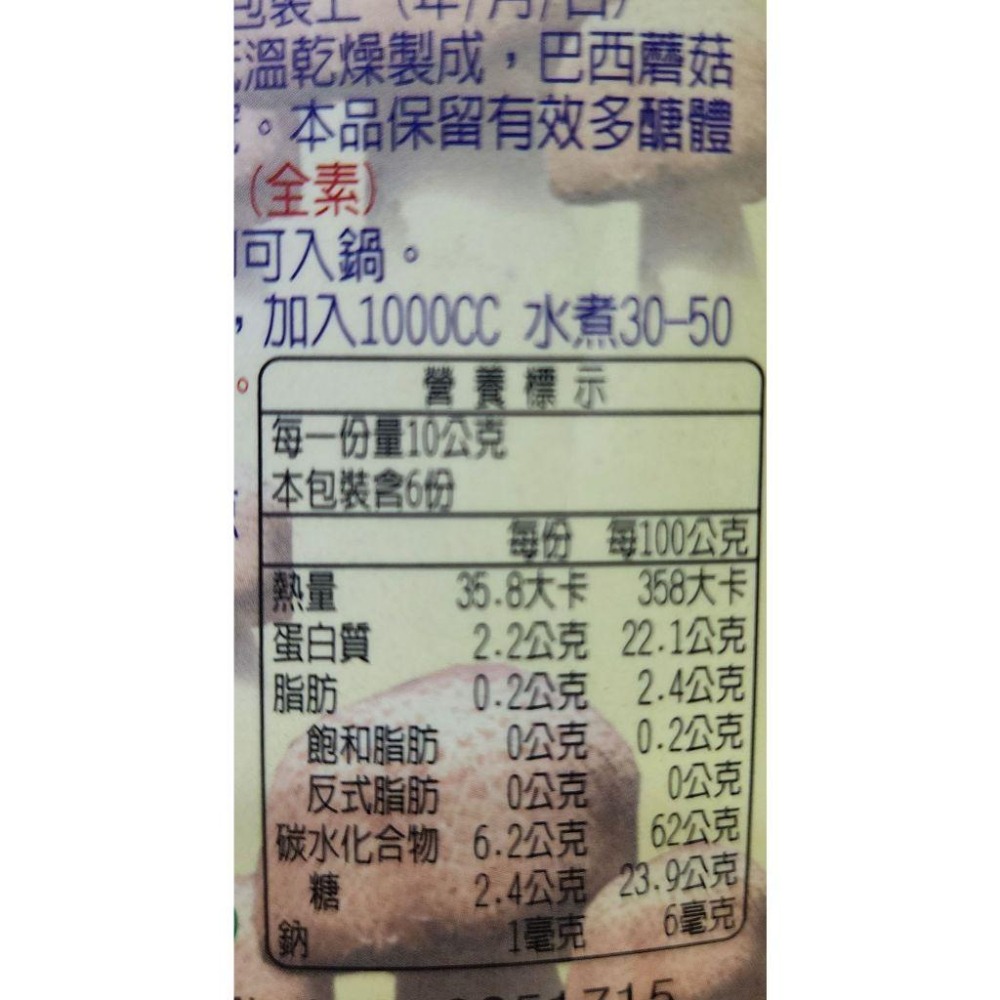 包裝上（年/月/日）
低溫乾燥製成，巴西蘑菇
。本品保留有效多醣體
(全素)
可入鍋。
，加入1000CC 水煮30-50
。
營養標示
每一份量10公克
本包裝含6份
每份 每100公克
熱量 35.8大卡 358大卡
蛋白質 2.2公克 22.1公克
脂肪 0.2公克 2.4公克
飽和脂肪 0公克 0.2公克
反式脂肪 0公克 0公克
碳水化合物 6.2公克 62公克
糖 2.4公克 23.9公克
鈉 1毫克 6毫克